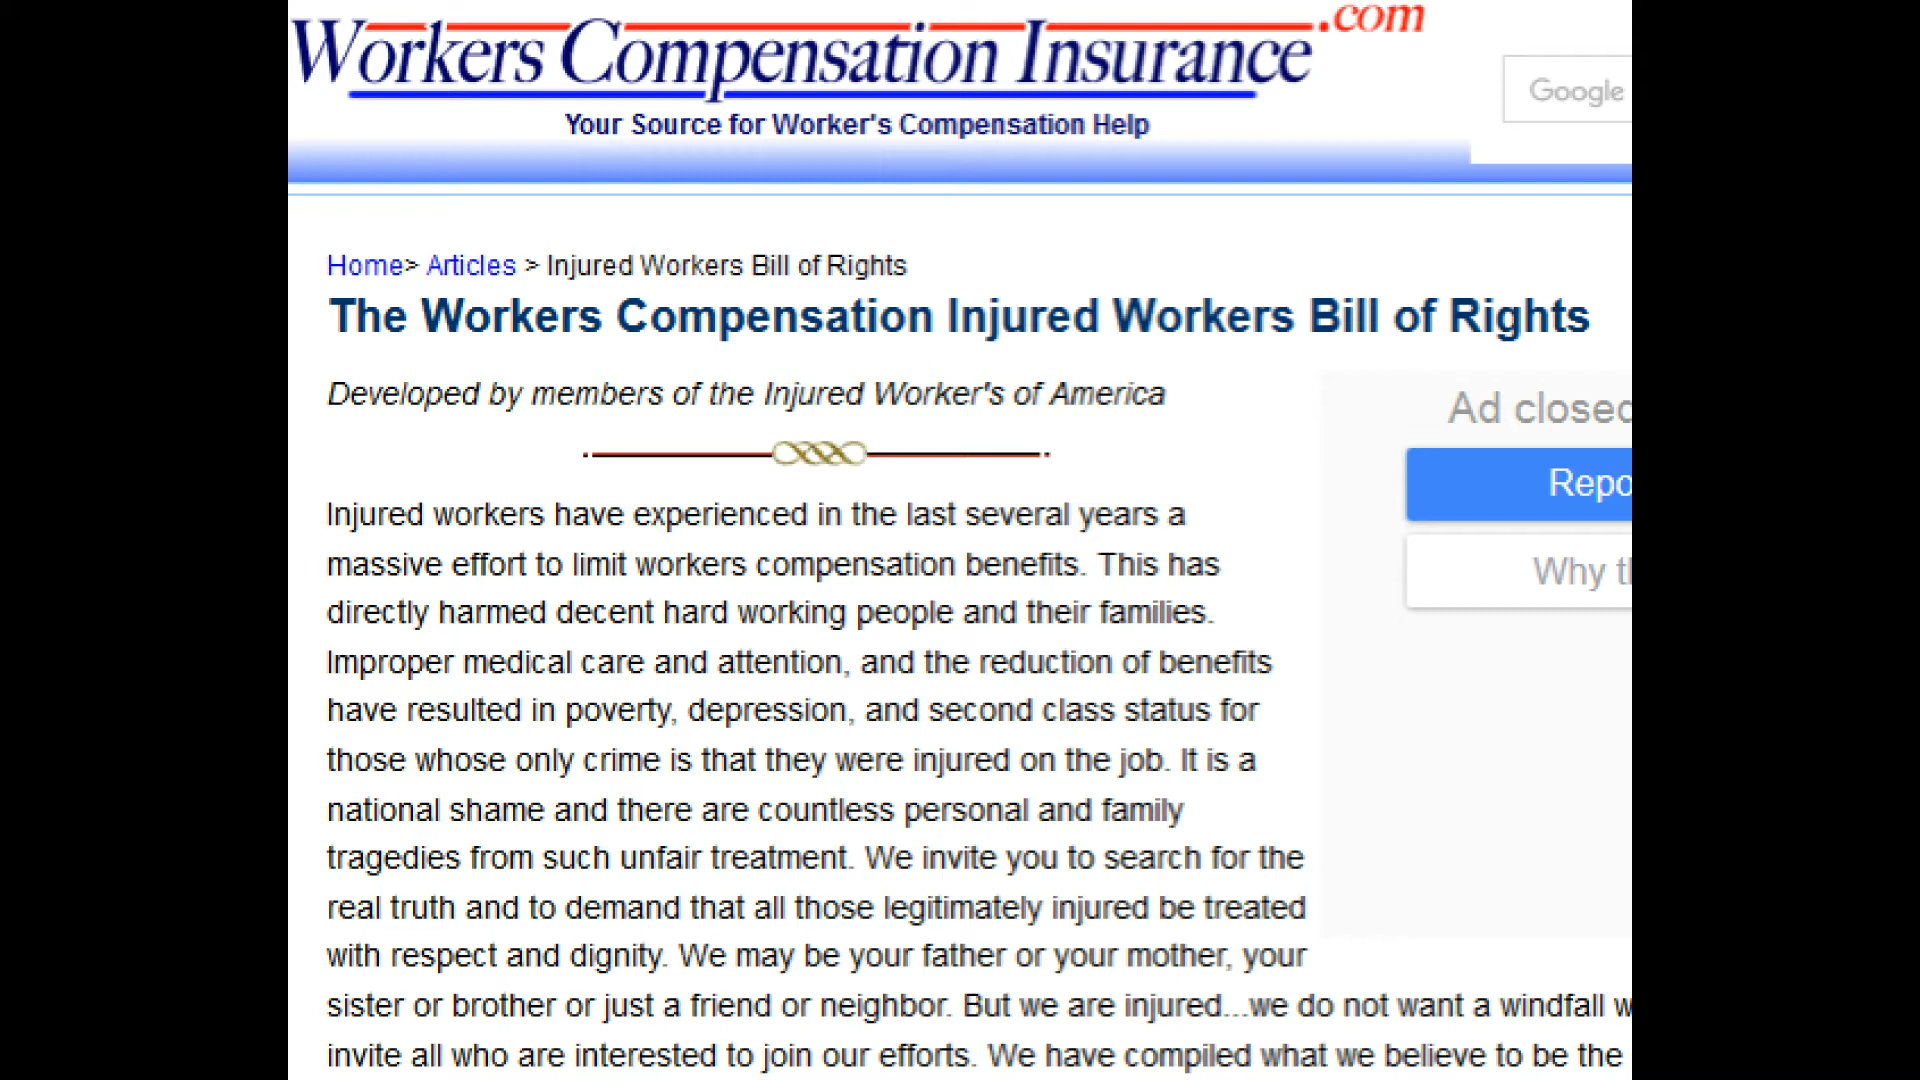 Workers Compensation Insurance.com
Google
Your Source for Worker's Compensation Help
Home> Articles > Injured Workers Bill of Rights
The Workers Compensation Injured Workers Bill of Rights
Developed by members of the Injured Worker's of America
Ad closed
Repo
Injured workers have experienced in the last several years a
massive effort to limit workers compensation benefits. This has
Why t
directly harmed decent hard working people and their families.
Improper medical care and attention, and the reduction of benefits
have resulted in poverty, depression, and second class status for
those whose only crime is that they were injured on the job. It is a
national shame and there are countless personal and family
tragedies from such unfair treatment. We invite you to search for the
real truth and to demand that all those legitimately injured be treated
with respect and dignity. We may be your father or your mother, your
sister or brother or just a friend or neighbor. But we are injured...we do not want a windfall w
invite all who are interested to join our efforts. We have compiled what we believe to be the